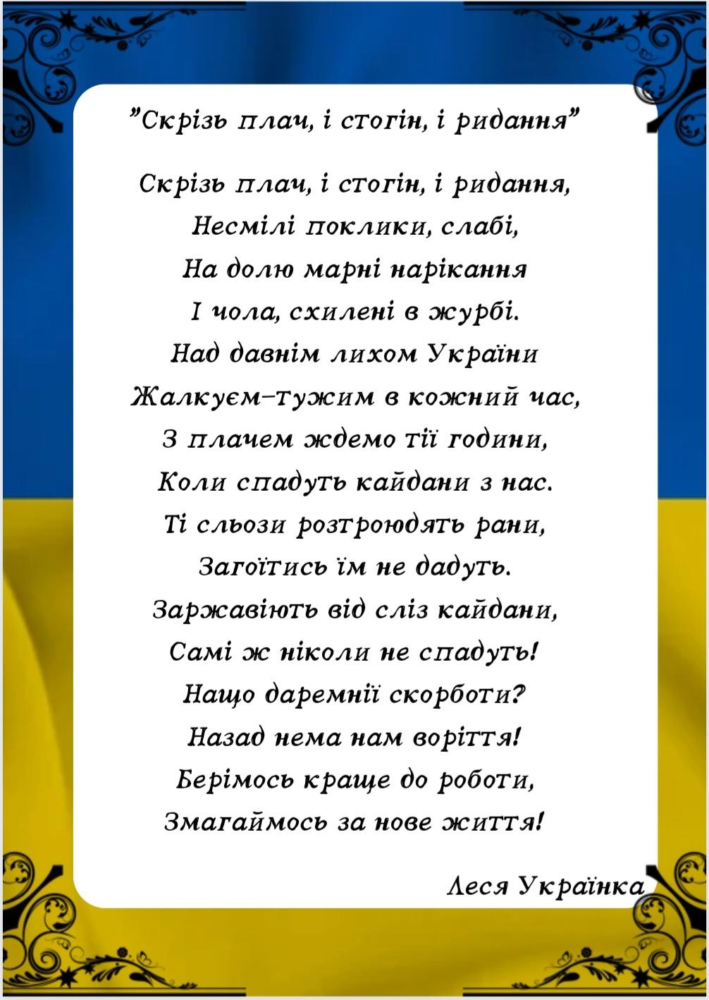 "Скрізь плач, і стогін, і ридання"
Скрізь плач, і стогін, і ридання,
Несмілі поклики, слабі,
На долю марні нарікання
І чола, схилені в журбі.
Над давнім лихом України
Жалкуєм-тужим в кожний час,
З плачем ждемо тії години,
Коли спадуть кайдани з нас.
Ті сльози розтроюдять рани,
Загоїтись їм не дадуть.
Заржавіють від сліз кайдани,
Самі ж ніколи не спадуть!
Нащо даремнії скорботи?
Назад нема нам воріття!
Берімось краще до роботи,
Змагаймось за нове життя!
Леся Українка